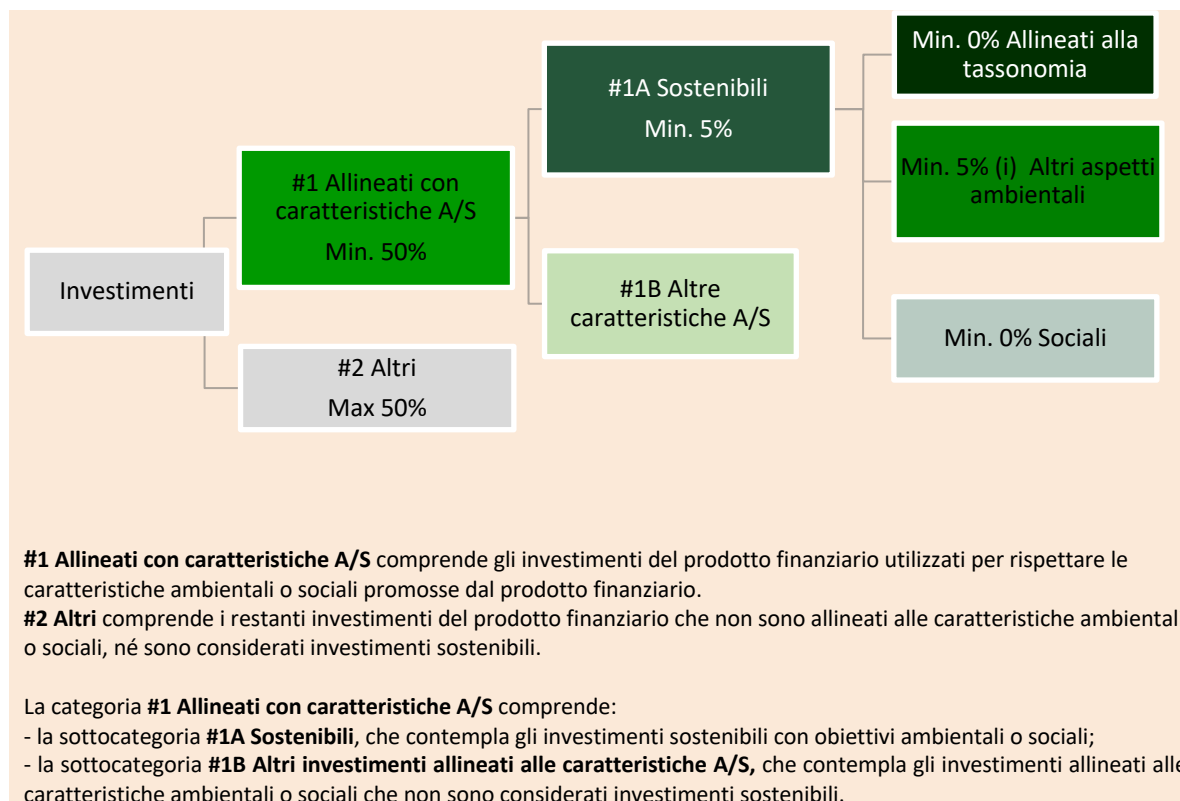 Min. 0% Allineati alla
tassonomia
#1A Sostenibili
Min. 5%
Min. 5% (i) Altri aspetti
ambientali
#1 Allineati con
caratteristiche A/S
Min. 50%
Investimenti
#1B Altre
caratteristiche A/S
Min. 0% Sociali
#2 Altri
Max 50%
#1 Allineati con caratteristiche A/S comprende gli investimenti del prodotto finanziario utilizzati per rispettare le
caratteristiche ambientali o sociali promosse dal prodotto finanziario.
#2 Altri comprende i restanti investimenti del prodotto finanziario che non sono allineati alle caratteristiche ambientali
o sociali, né sono considerati investimenti sostenibili.
La categoria #1 Allineati con caratteristiche A/S comprende:
- la sottocategoria #1A Sostenibili, che contempla gli investimenti sostenibili con obiettivi ambientali o sociali;
- la sottocategoria #1B Altri investimenti allineati alle caratteristiche A/S, che contempla gli investimenti allineati alle
caratteristiche ambientali o sociali che non sono considerati investimenti sostenibili.